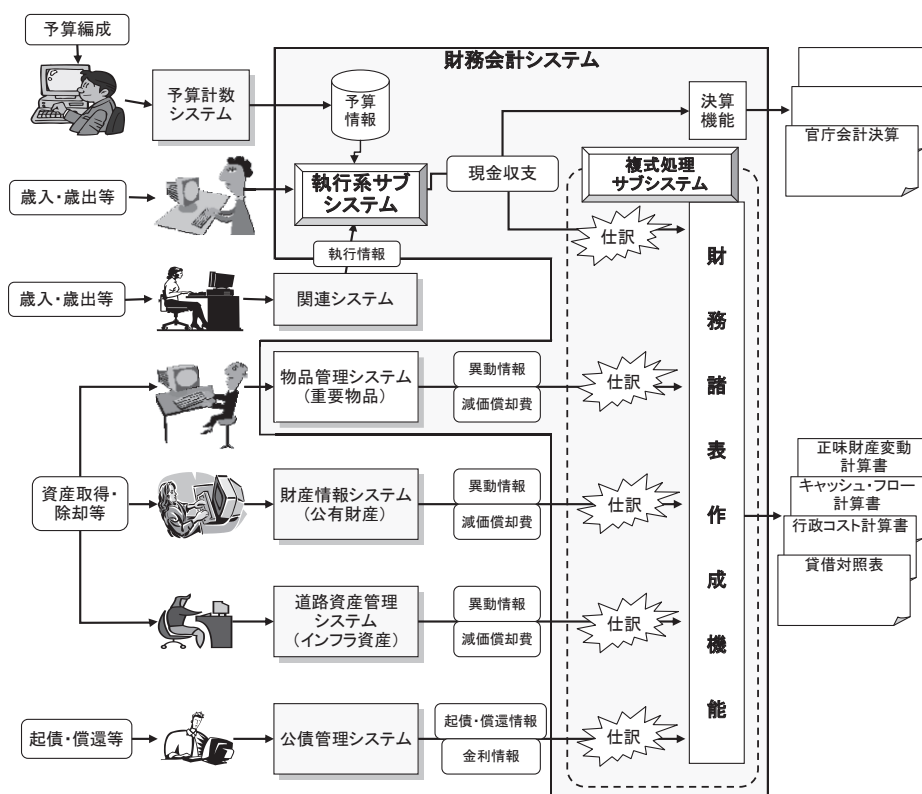 予算編成
財務会計システム
予算計数
システム
予算
情報
決算
機能
官庁会計決算
歳入・歳出等
執行系サブ
システム
現金収支
複式処理
サブシステム
仕訳
執行情報
歳入・歳出等
関連システム
財務諸表作成機能
物品管理システム
(重要物品)
異動情報
減価償却費
仕訳
資産取得・
除却等
財産情報システム
(公有財産)
異動情報
減価償却費
仕訳
正味財産変動
計算書
キャッシュ・フロー
計算書
行政コスト計算書
貸借対照表
道路資産管理
システム
(インフラ資産)
異動情報
減価償却費
仕訳
起債・償還等
公債管理システム
起債・償還情報
金利情報
仕訳